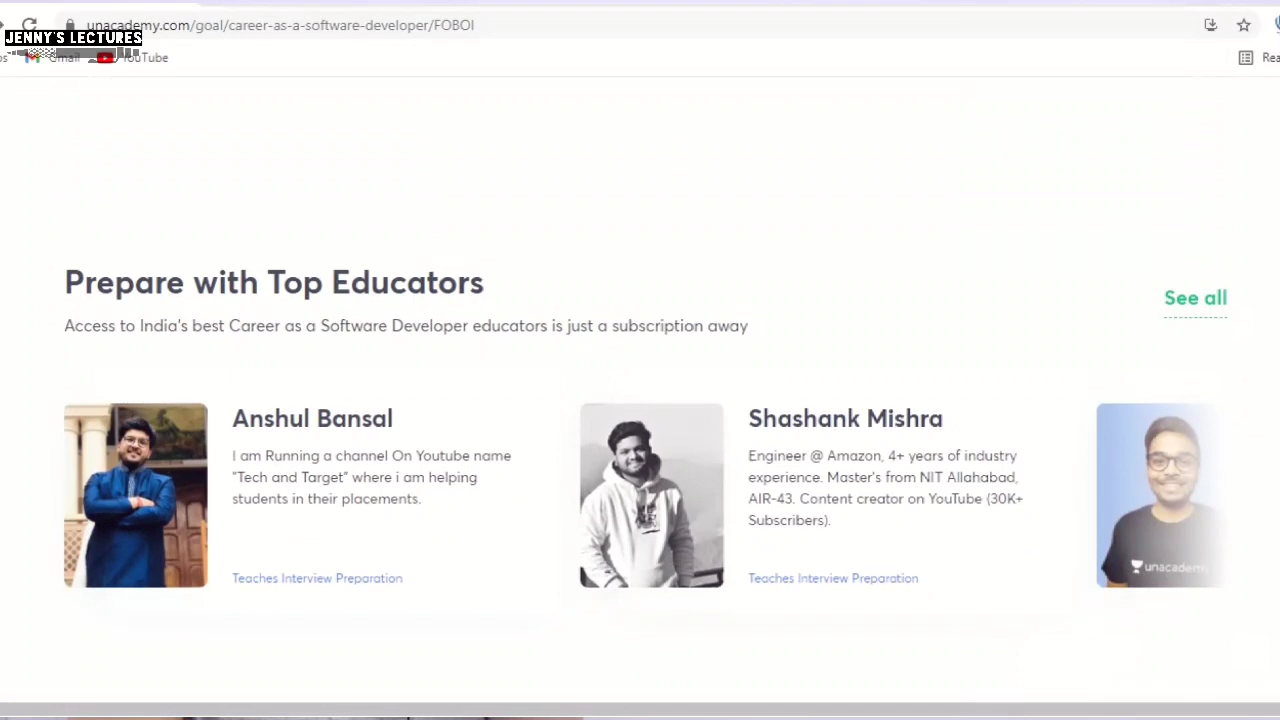 unacademy.com/goal/career-as-a-software-developer/FOBOI
JENNY'S LECTURES
Gmail YouTube
Prepare with Top Educators
See all
Access to India's best Career as a Software Developer educators is just a subscription away
Anshul Bansal
I am Running a channel On Youtube name
"Tech and Target" where i am helping
students in their placements.
Teaches Interview Preparation
Shashank Mishra
Engineer @ Amazon, 4+ years of industry
experience. Master's from NIT Allahabad,
AIR-43. Content creator on YouTube (30K+
Subscribers).
Teaches Interview Preparation
unacademy